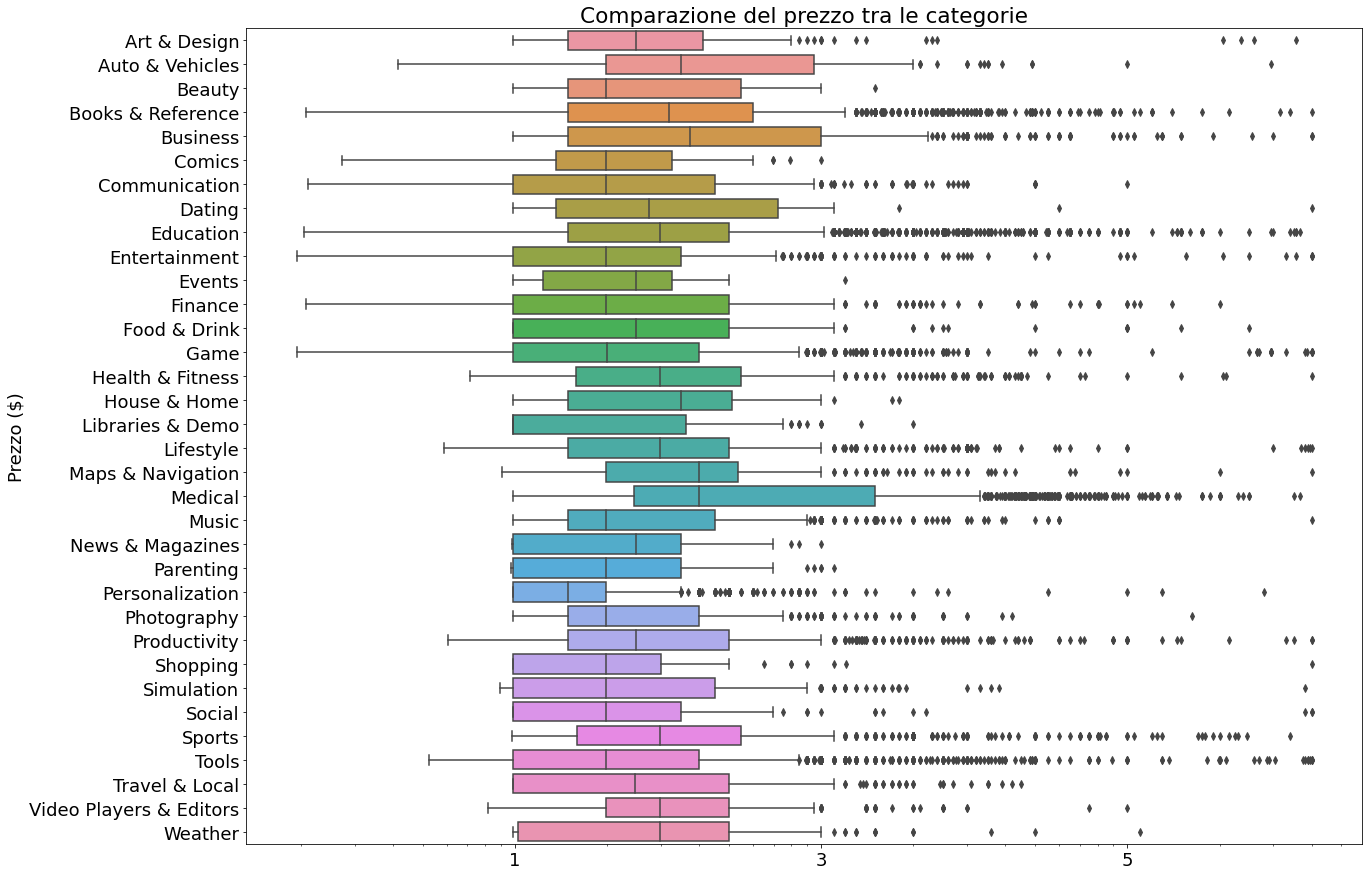 Comparazione del prezzo tra le categorie
Art & Design
Auto & Vehicles
Beauty
Books & Reference
Business
Comics
Communication
Dating
Education
Entertainment
Events
Finance
Food & Drink
Game
Health & Fitness
House & Home
Libraries & Demo
Lifestyle
Maps & Navigation
Medical
Music
News & Magazines
Parenting
Personalization
Photography
Productivity
Shopping
Simulation
Social
Sports
Tools
Travel & Local
Video Players & Editors
Weather
Prezzo ($)
1 3 5